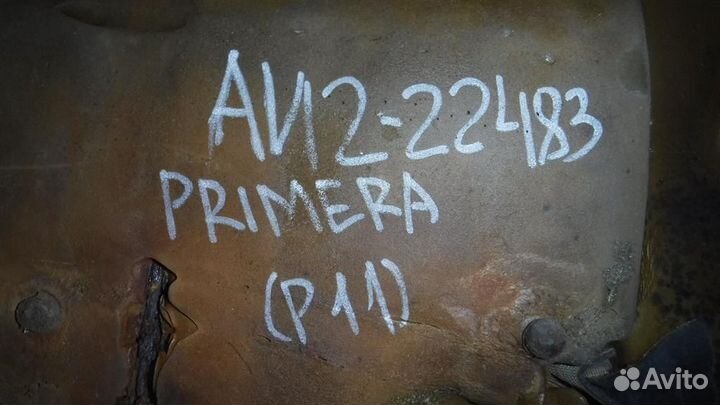 АИ2-22483
PRIMERA
(P11)
Avito